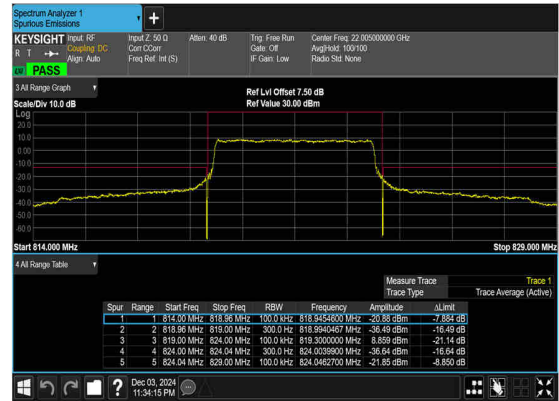 Spectrum Analyzer 1
Spurious Emissions
KEYSIGHT Input: RF Input Z: 50 Ω Atten: 40 dB Trig: Free Run Center Freq: 22.005000000 GHz
R T Coupling: DC Corr CCorr Gate: Off Avg|Hold: 100/100
Align: Auto Freq Ref: Int (S) IF Gain: Low Radio Std: None
PASS
3 All Range Graph
Ref Lvl Offset 7.50 dB
Scale/Div 10.0 dB Ref Value 30.00 dBm
Log
20.0
10.0
0.00
-10.0
-20.0
-30.0
-40.0
-50.0
-60.0
Start 814.000 MHz Stop 829.000 MHz
4 All Range Table
Measure Trace Trace 1
Trace Type Trace Average (Active)
Spur Range Start Freq Stop Freq RBW Frequency Amplitude ΔLimit
1 1 814.00 MHz 818.96 MHz 100.0 kHz 818.9454600 MHz -20.88 dBm -7.884 dB
2 2 818.96 MHz 819.00 MHz 300.0 Hz 818.9940467 MHz -36.49 dBm -16.49 dB
3 3 819.00 MHz 824.00 MHz 100.0 kHz 819.3000000 MHz 8.859 dBm -21.14 dB
4 4 824.00 MHz 824.04 MHz 300.0 Hz 824.0039900 MHz -36.64 dBm -16.64 dB
5 5 824.04 MHz 829.00 MHz 100.0 kHz 824.0462700 MHz -21.85 dBm -8.850 dB
Dec 03, 2024
11:34:15 PM